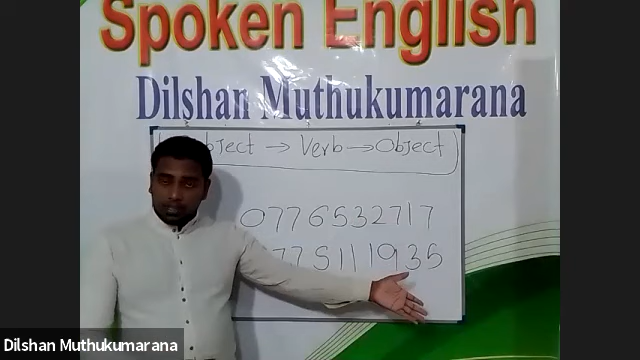 Spoken English
Dilshan Muthukumarana
bject → Verb → Object
0776532717
775111935
Dilshan Muthukumarana